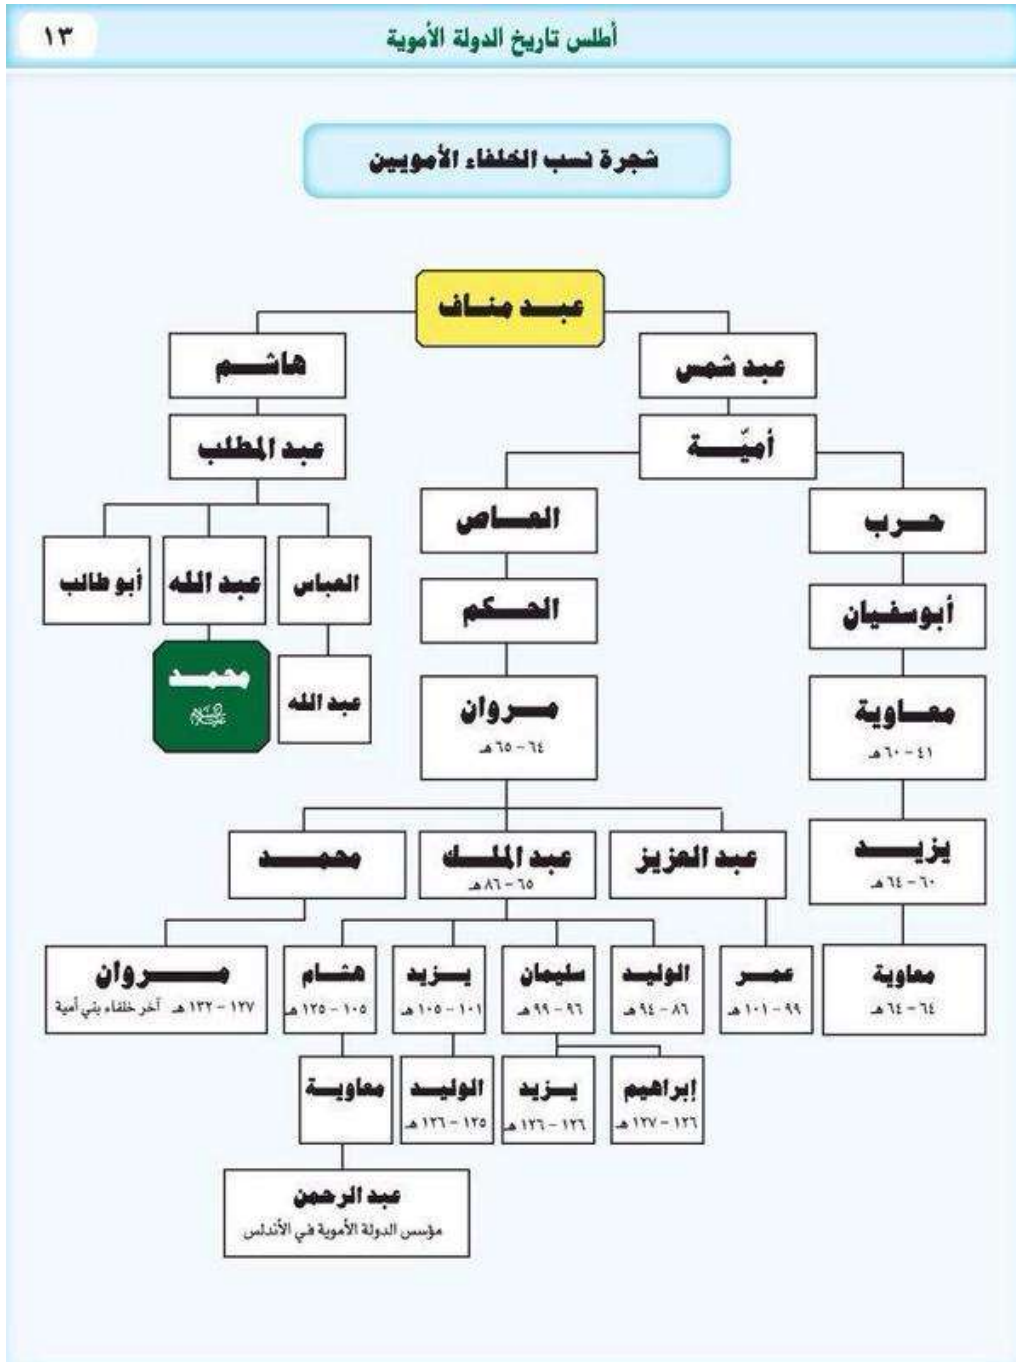 أطلس تاريخ الدولة الأموية
١٣
شجرة نسب الخلفاء الأمويين
عبد مناف
عبد شمس
هاشم
أميّة
عبد المطلب
حرب
العاص
العباس
عبد الله
أبو طالب
أبو سفيان
الحكم
عبد الله
محمد
ﷺ
معاوية
٤١ – ٦٠ هـ
مروان
٦٤ – ٦٥ هـ
يزيد
٦٠ – ٦٤ هـ
عبد العزيز
عبد الملك
٦٥ – ٨٦ هـ
محمد
معاوية
٦٤ – ٦٤ هـ
عمر
٩٩ – ١٠١ هـ
الوليد
٨٦ – ٩٤ هـ
سليمان
٩٦ – ٩٩ هـ
يزيد
١٠١ – ١٠٥ هـ
هشام
١٠٥ – ١٢٥ هـ
مروان
١٢٧ – ١٣٢ هـ آخر خلفاء بني أمية
إبراهيم
١٢٦ – ١٢٧ هـ
يزيد
١٢٦ – ١٢٦ هـ
الوليد
١٢٥ – ١٢٦ هـ
معاوية
عبد الرحمن
مؤسس الدولة الأموية في الأندلس